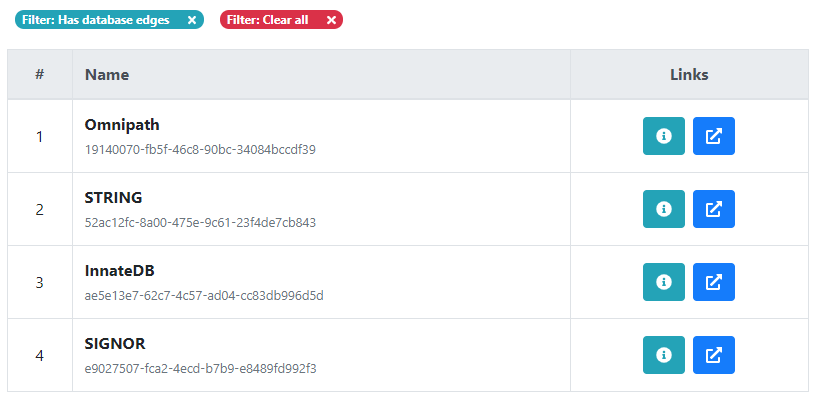 Filter: Has database edges ×
Filter: Clear all ×
# Name Links
1 Omnipath
19140070-fb5f-46c8-90bc-34084bccdf39
2 STRING
52ac12fc-8a00-475e-9c61-23f4de7cb843
3 InnateDB
ae5e13e7-62c7-4c57-ad04-cc83db996d5d
4 SIGNOR
e9027507-fca2-4ecd-b7b9-e8489fd992f3